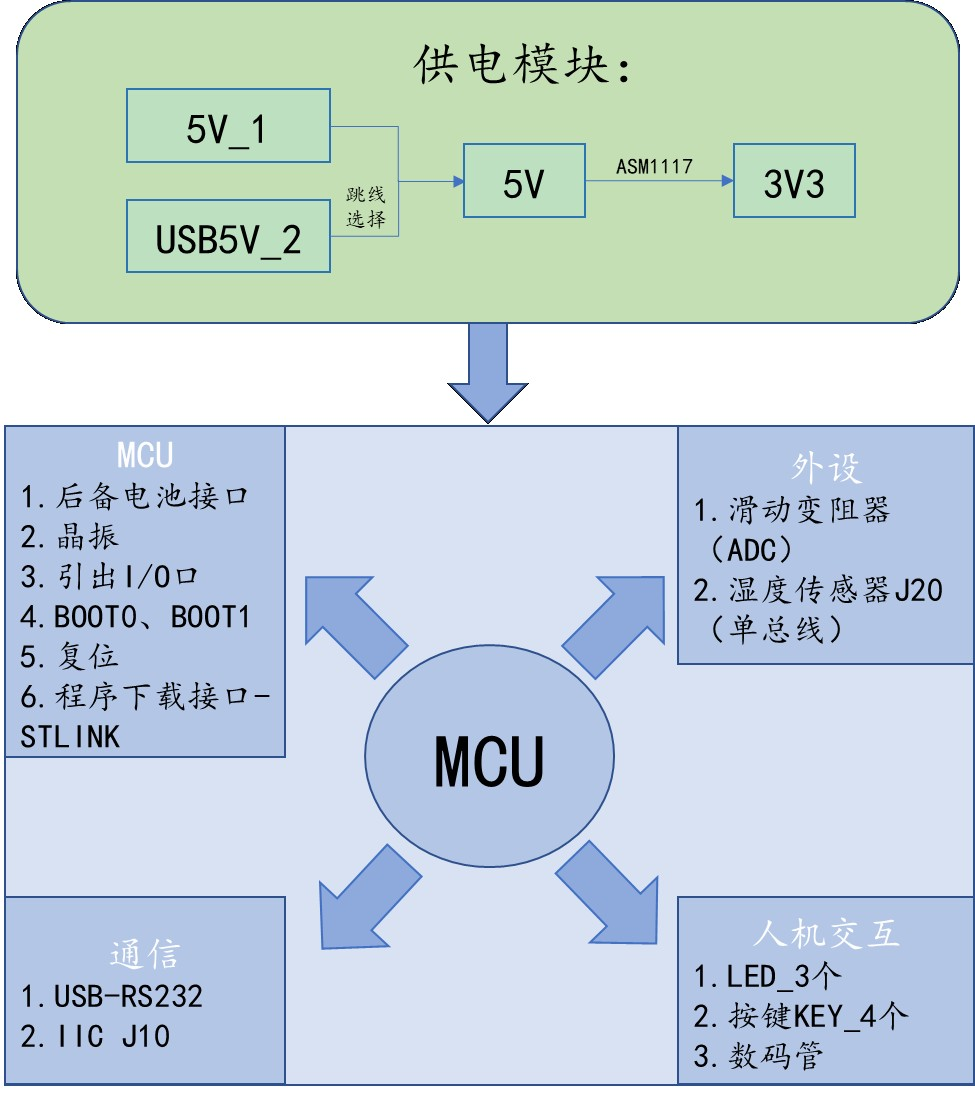 供电模块:
5V_1
USB5V_2
跳线
选择
5V
ASM1117
3V3
MCU
1.后备电池接口
2.晶振
3.引出I/O口
4.BOOT0、BOOT1
5.复位
6.程序下载接口-
STLINK
外设
1.滑动变阻器
（ADC）
2.湿度传感器J20
（单总线）
MCU
通信
1.USB-RS232
2.IIC J10
人机交互
1.LED_3个
2.按键KEY_4个
3.数码管